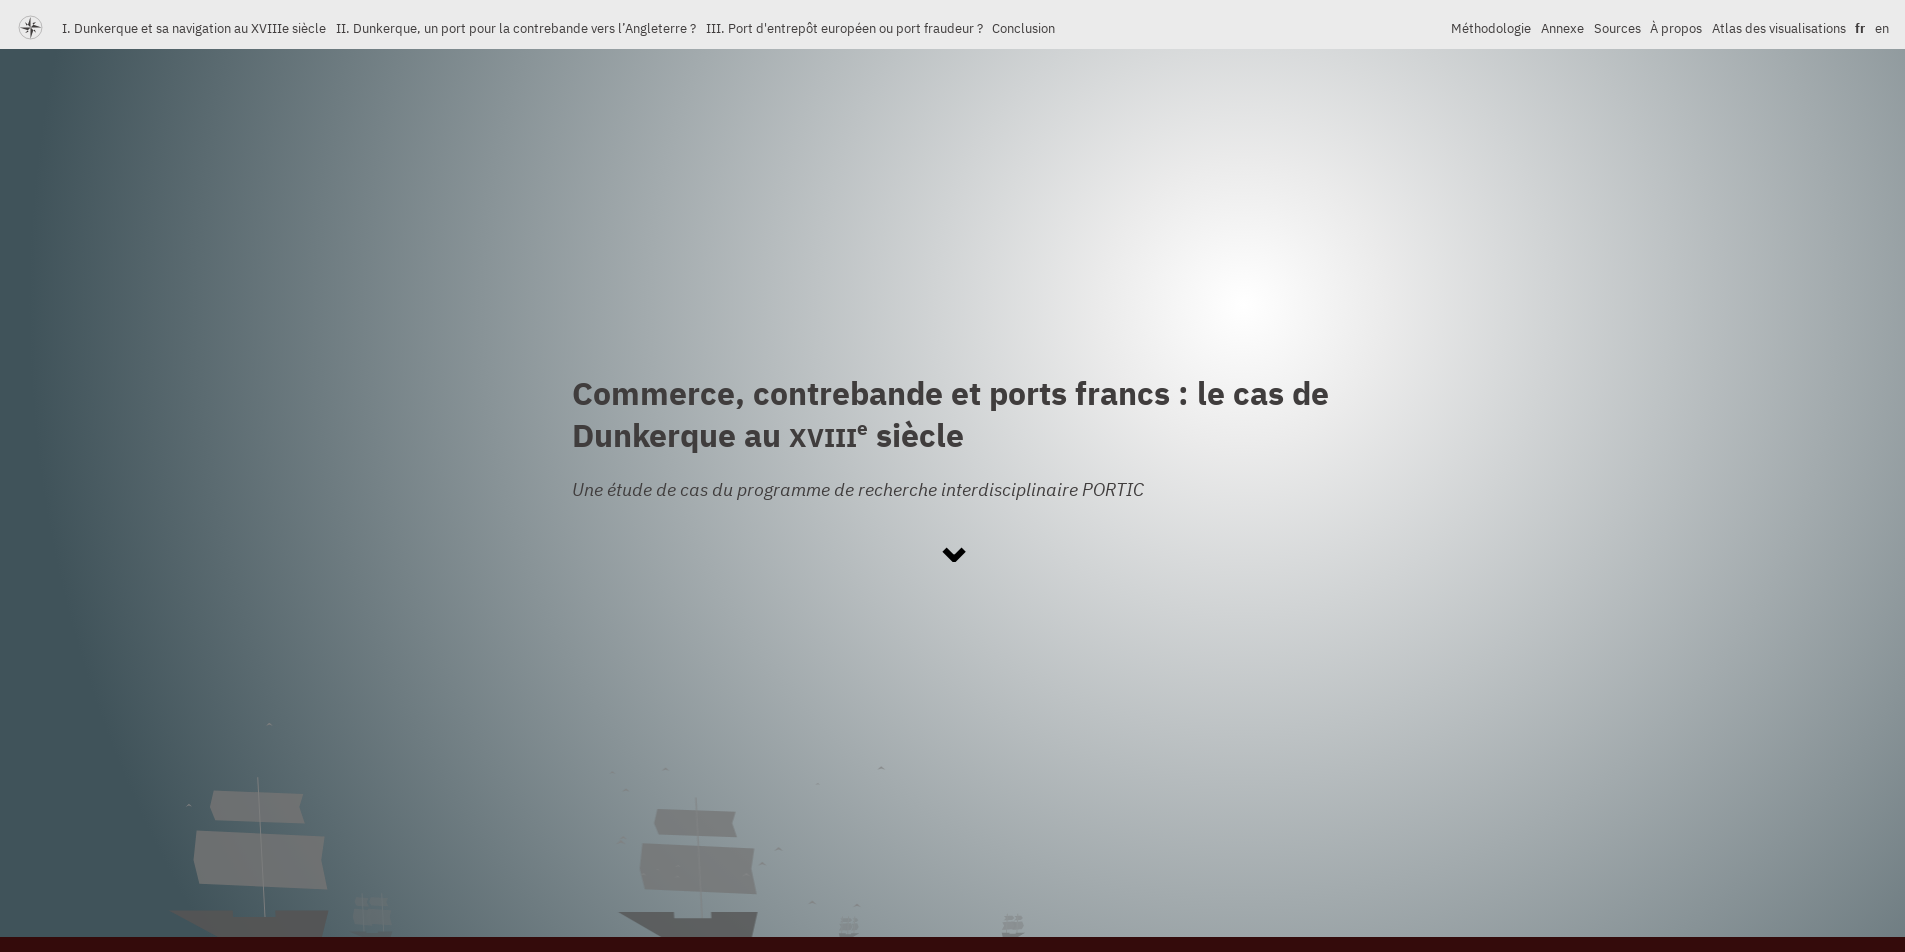 I. Dunkerque et sa navigation au XVIIIe siècle II. Dunkerque, un port pour la contrebande vers l’Angleterre ? III. Port d'entrepôt européen ou port fraudeur ? Conclusion Méthodologie Annexe Sources À propos Atlas des visualisations fr en
Commerce, contrebande et ports francs : le cas de
Dunkerque au XVIIIe siècle
Une étude de cas du programme de recherche interdisciplinaire PORTIC